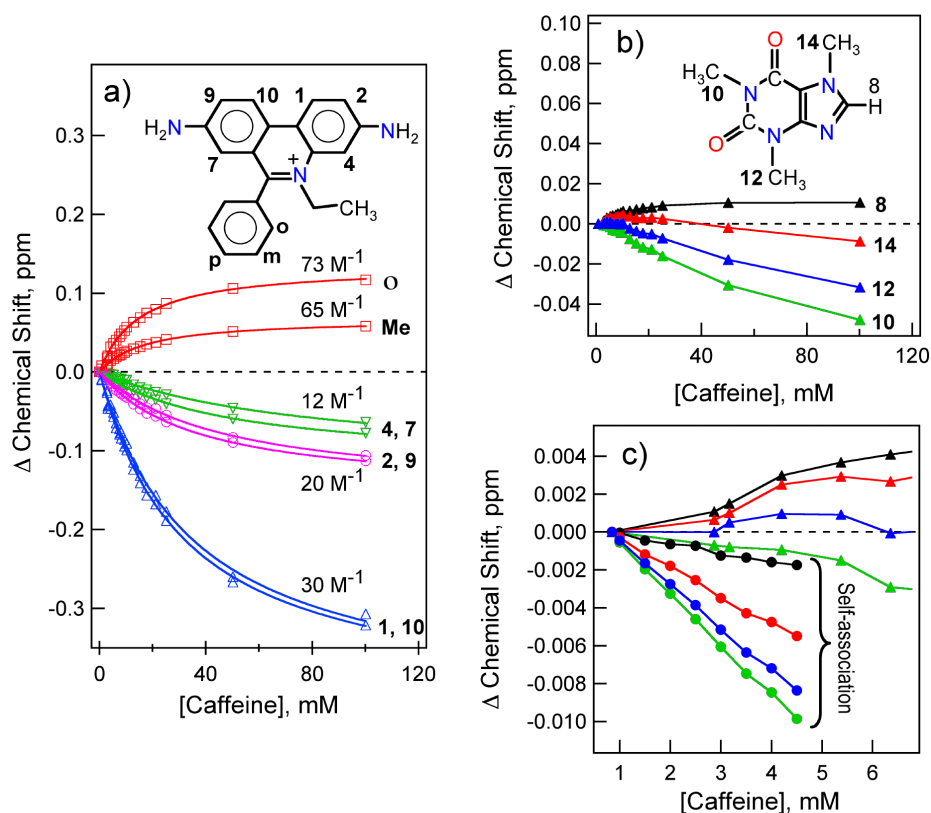 a)
Δ Chemical Shift, ppm
0.3
0.2
0.1
0.0
-0.1
-0.2
-0.3
9
10
1
2
H₂N
NH₂
7
4
+
N
CH₃
o
p
m
73 M⁻¹
o
65 M⁻¹
Me
12 M⁻¹
4, 7
2, 9
20 M⁻¹
30 M⁻¹
1, 10
0
40
80
120
[Caffeine], mM
b)
Δ Chemical Shift, ppm
0.10
0.08
0.06
0.04
0.02
0.00
-0.02
-0.04
O
14 CH₃
H₃C
10
C
N
N
8
H
O
C
N
N
12 CH₃
8
14
12
10
0
40
80
120
[Caffeine], mM
c)
Δ Chemical Shift, ppm
0.004
0.002
0.000
-0.002
-0.004
-0.006
-0.008
-0.010
Self-association
1
2
3
4
5
6
[Caffeine], mM